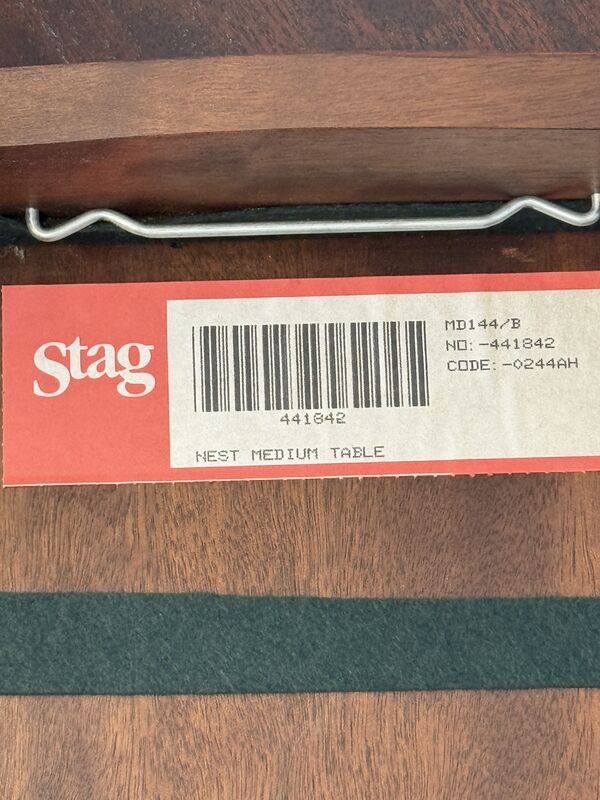 Stag
MD144/B
NO:-441842
CODE:-0244AH
441842
NEST MEDIUM TABLE